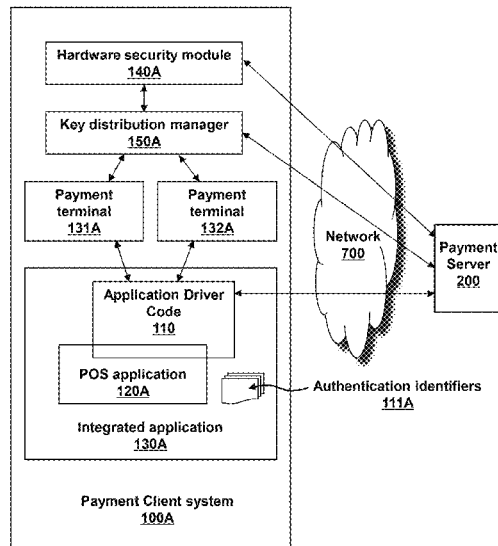 Hardware security module
140A
Key distribution manager
150A
Payment
terminal
131A
Payment
terminal
132A
Network
700
Payment
Server
200
Application Driver
Code
110
POS application
120A
Authentication identifiers
111A
Integrated application
130A
Payment Client system
100A